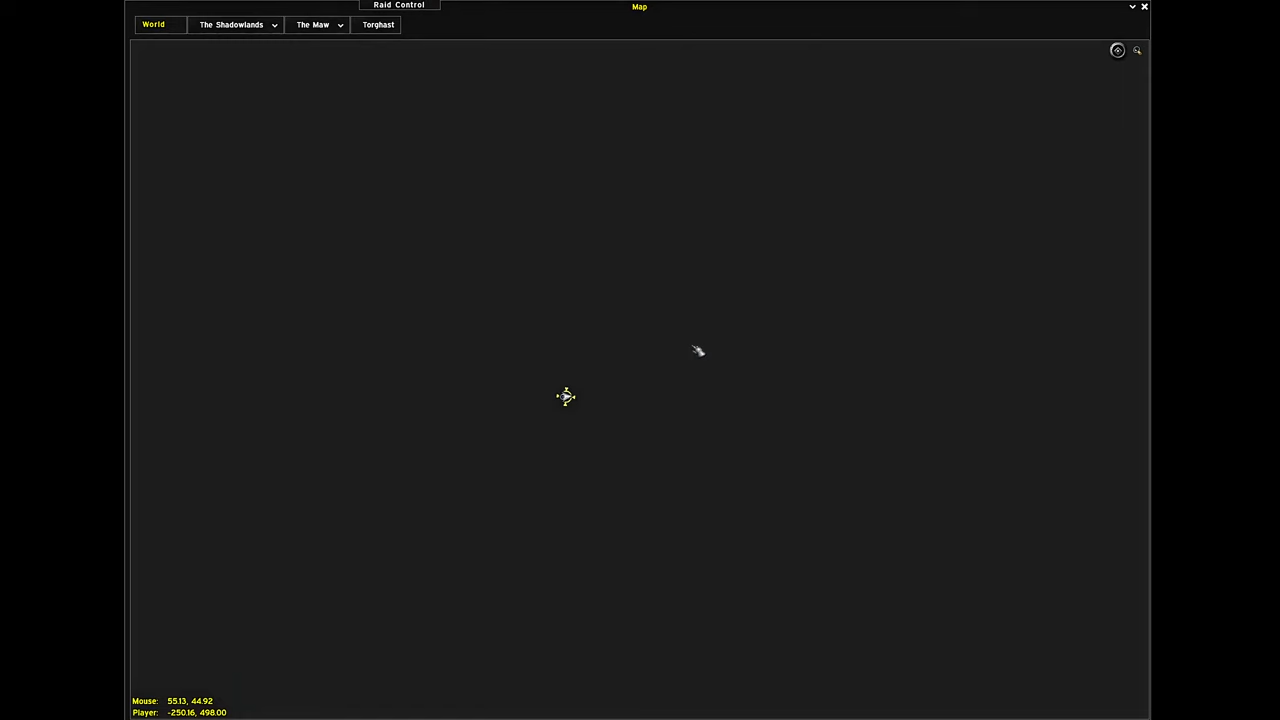 Raid Control
Map
World The Shadowlands The Maw Torghast
Mouse: 55.13, 44.92
Player: -250.16, 498.00